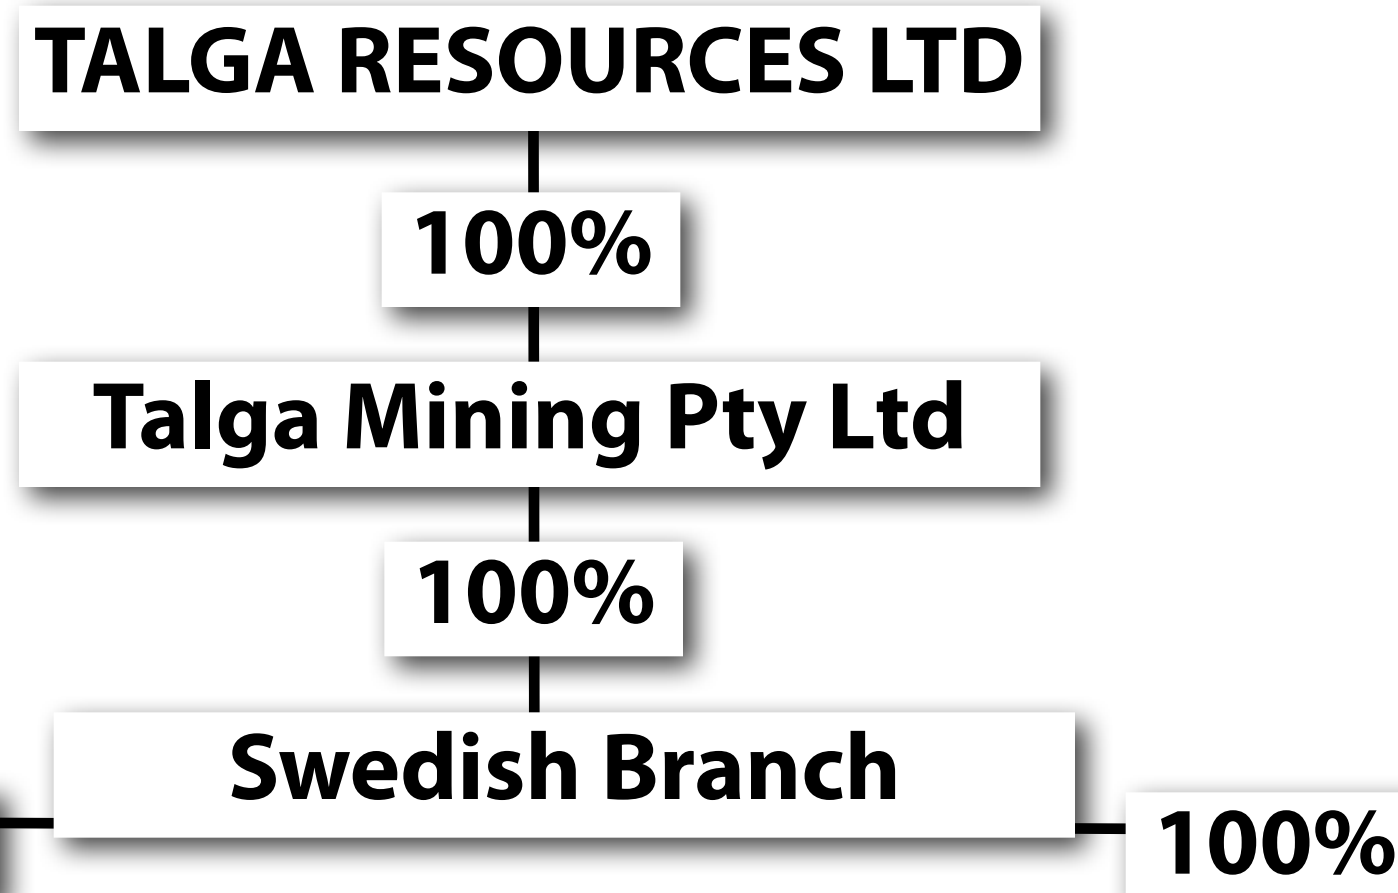 TALGA RESOURCES LTD
100%
Talga Mining Pty Ltd
100%
Swedish Branch
100%